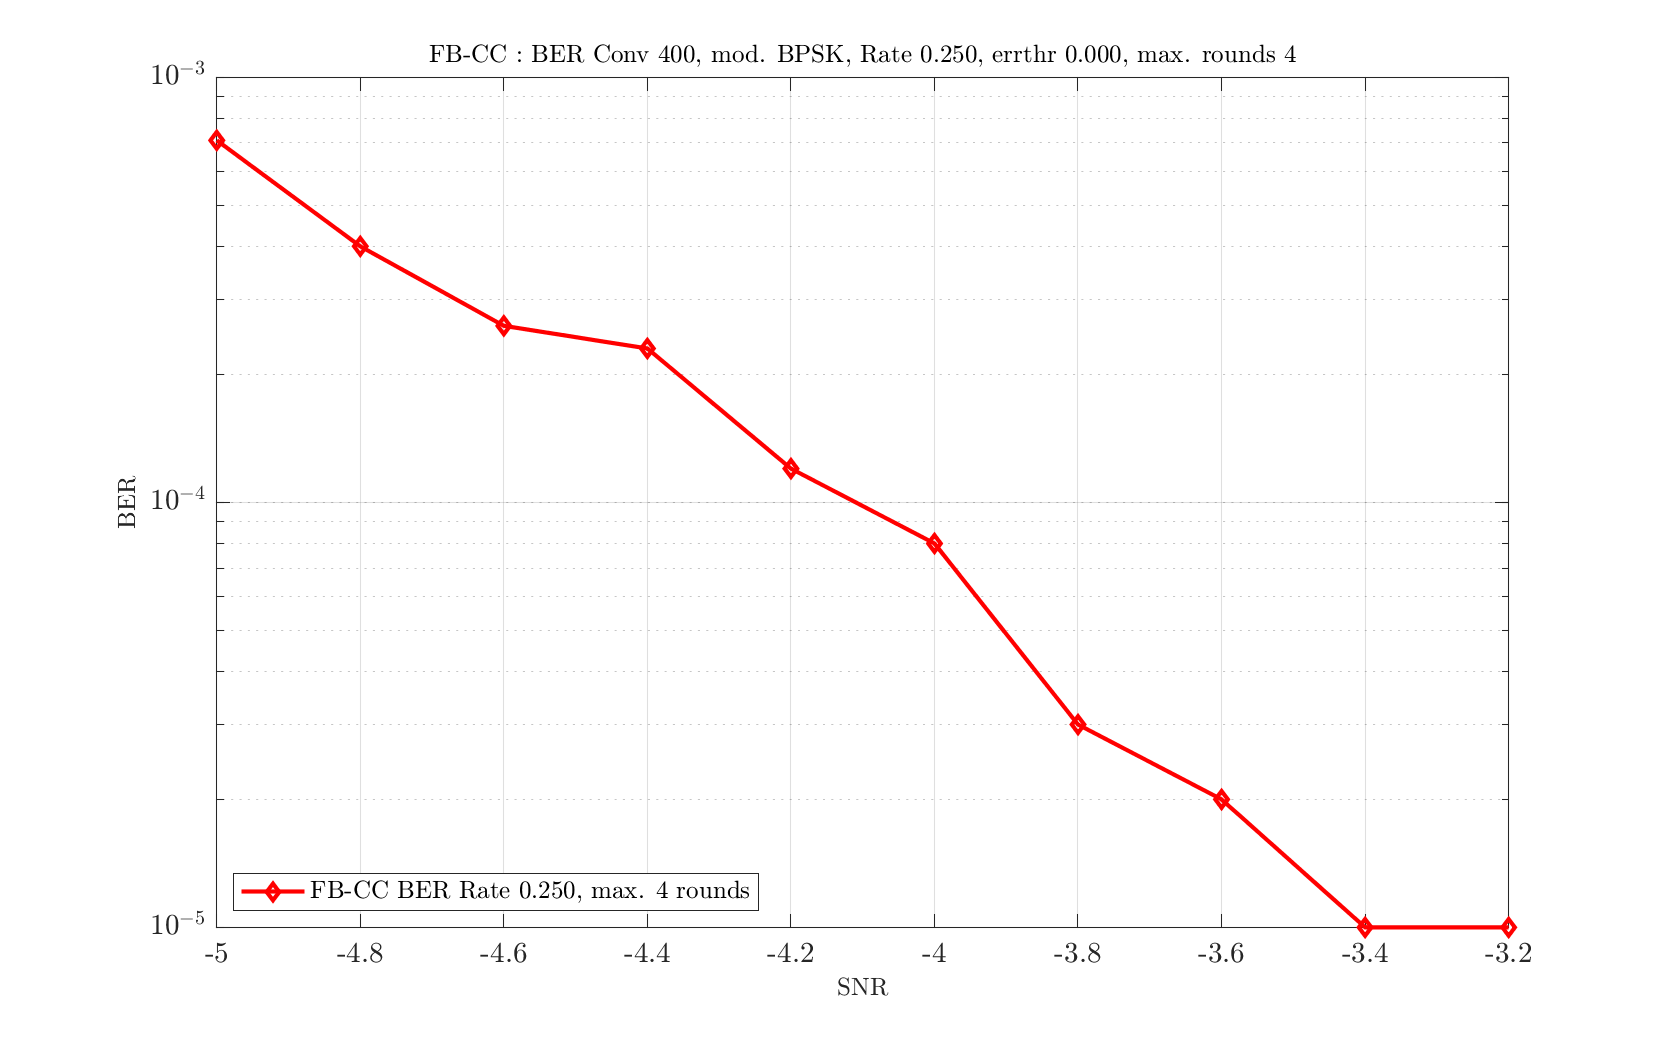 FB-CC : BER Conv 400, mod. BPSK, Rate 0.250, errthr 0.000, max. rounds 4
10⁻³
10⁻⁴
10⁻⁵
BER
FB-CC BER Rate 0.250, max. 4 rounds
-5 -4.8 -4.6 -4.4 -4.2 -4 -3.8 -3.6 -3.4 -3.2
SNR